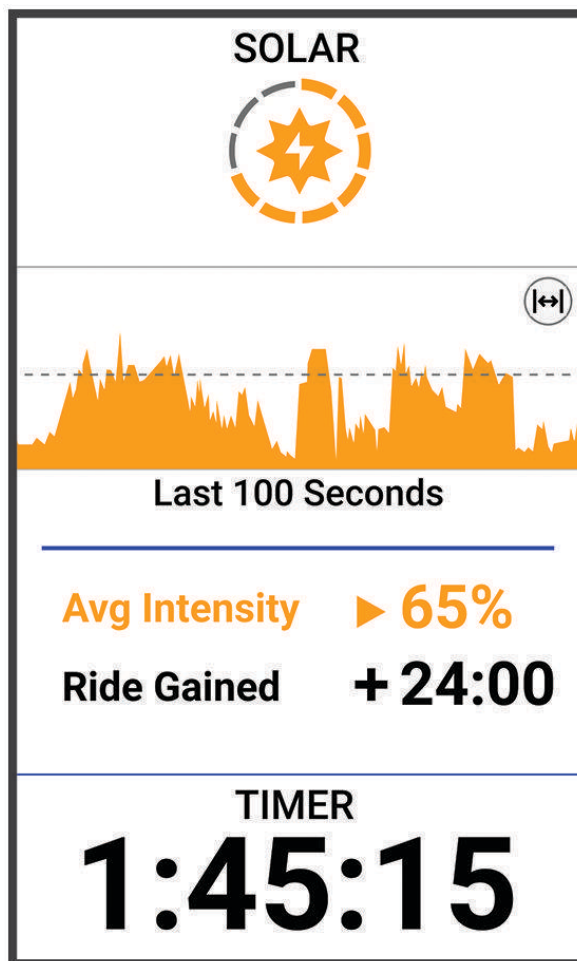 SOLAR
Last 100 Seconds
Avg Intensity ▶ 65%
Ride Gained + 24:00
TIMER
1:45:15